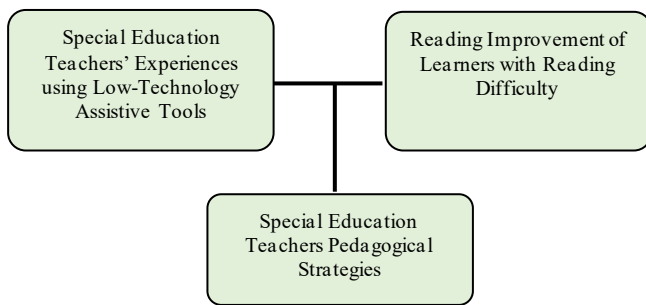 Special Education
Teachers’ Experiences
using Low-Technology
Assistive Tools
Reading Improvement of
Learners with Reading
Difficulty
Special Education
Teachers Pedagogical
Strategies